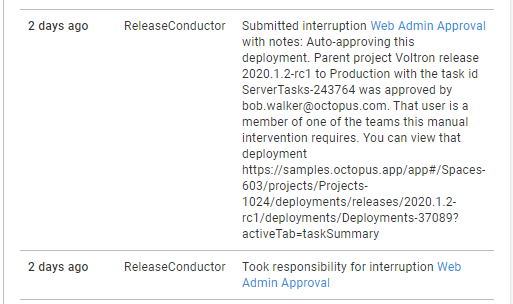 2 days ago ReleaseConductor Submitted interruption Web Admin Approval
with notes: Auto-approving this
deployment. Parent project Voltron release
2020.1.2-rc1 to Production with the task id
ServerTasks-243764 was approved by
bob.walker@octopus.com. That user is a
member of one of the teams this manual
intervention requires. You can view that
deployment
https://samples.octopus.app/app#/Spaces-
603/projects/Projects-
1024/deployments/releases/2020.1.2-
rc1/deployments/Deployments-37089?
activeTab=taskSummary
2 days ago ReleaseConductor Took responsibility for interruption Web
Admin Approval